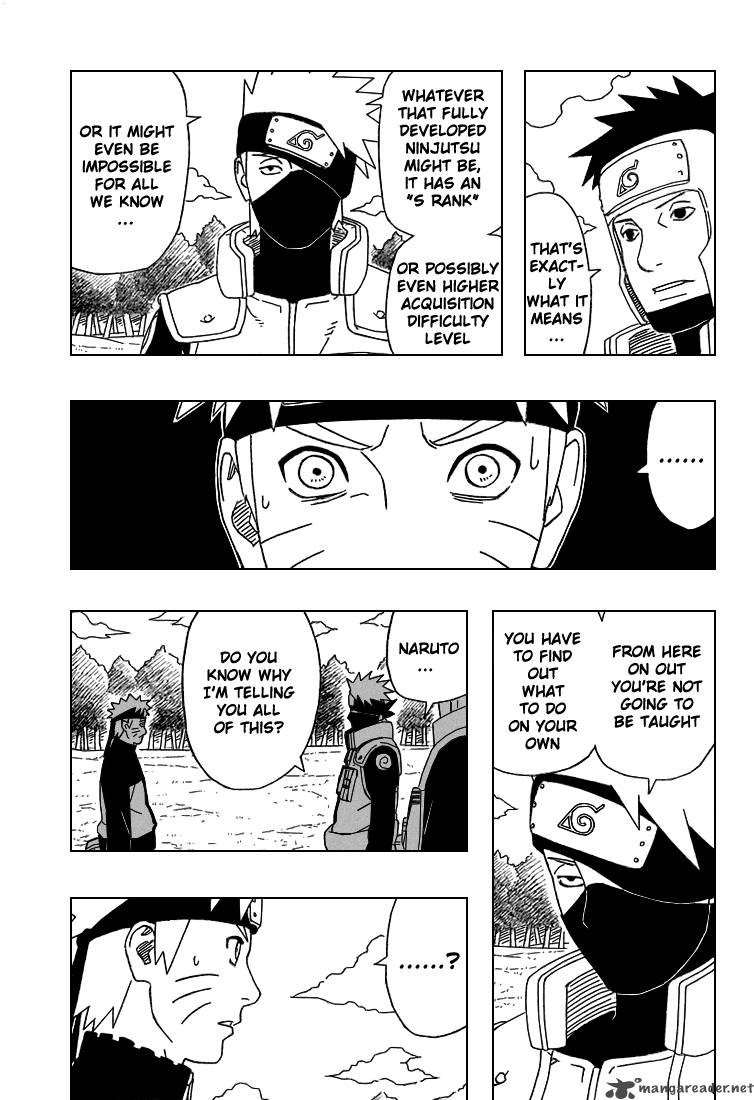 THAT'S
EXACT-
LY
WHAT IT
MEANS
...
WHATEVER
THAT FULLY
DEVELOPED
NINJUTSU
MIGHT BE,
IT HAS AN
"S RANK"
OR POSSIBLY
EVEN HIGHER
ACQUISITION
DIFFICULTY
LEVEL
OR IT MIGHT
EVEN BE
IMPOSSIBLE
FOR ALL
WE KNOW
...
......
FROM HERE
ON OUT
YOU'RE NOT
GOING TO
BE TAUGHT
YOU HAVE
TO FIND
OUT
WHAT
TO DO
ON YOUR
OWN
NARUTO
...
DO YOU
KNOW WHY
I'M TELLING
YOU ALL
OF THIS?
......?
mangareader.net